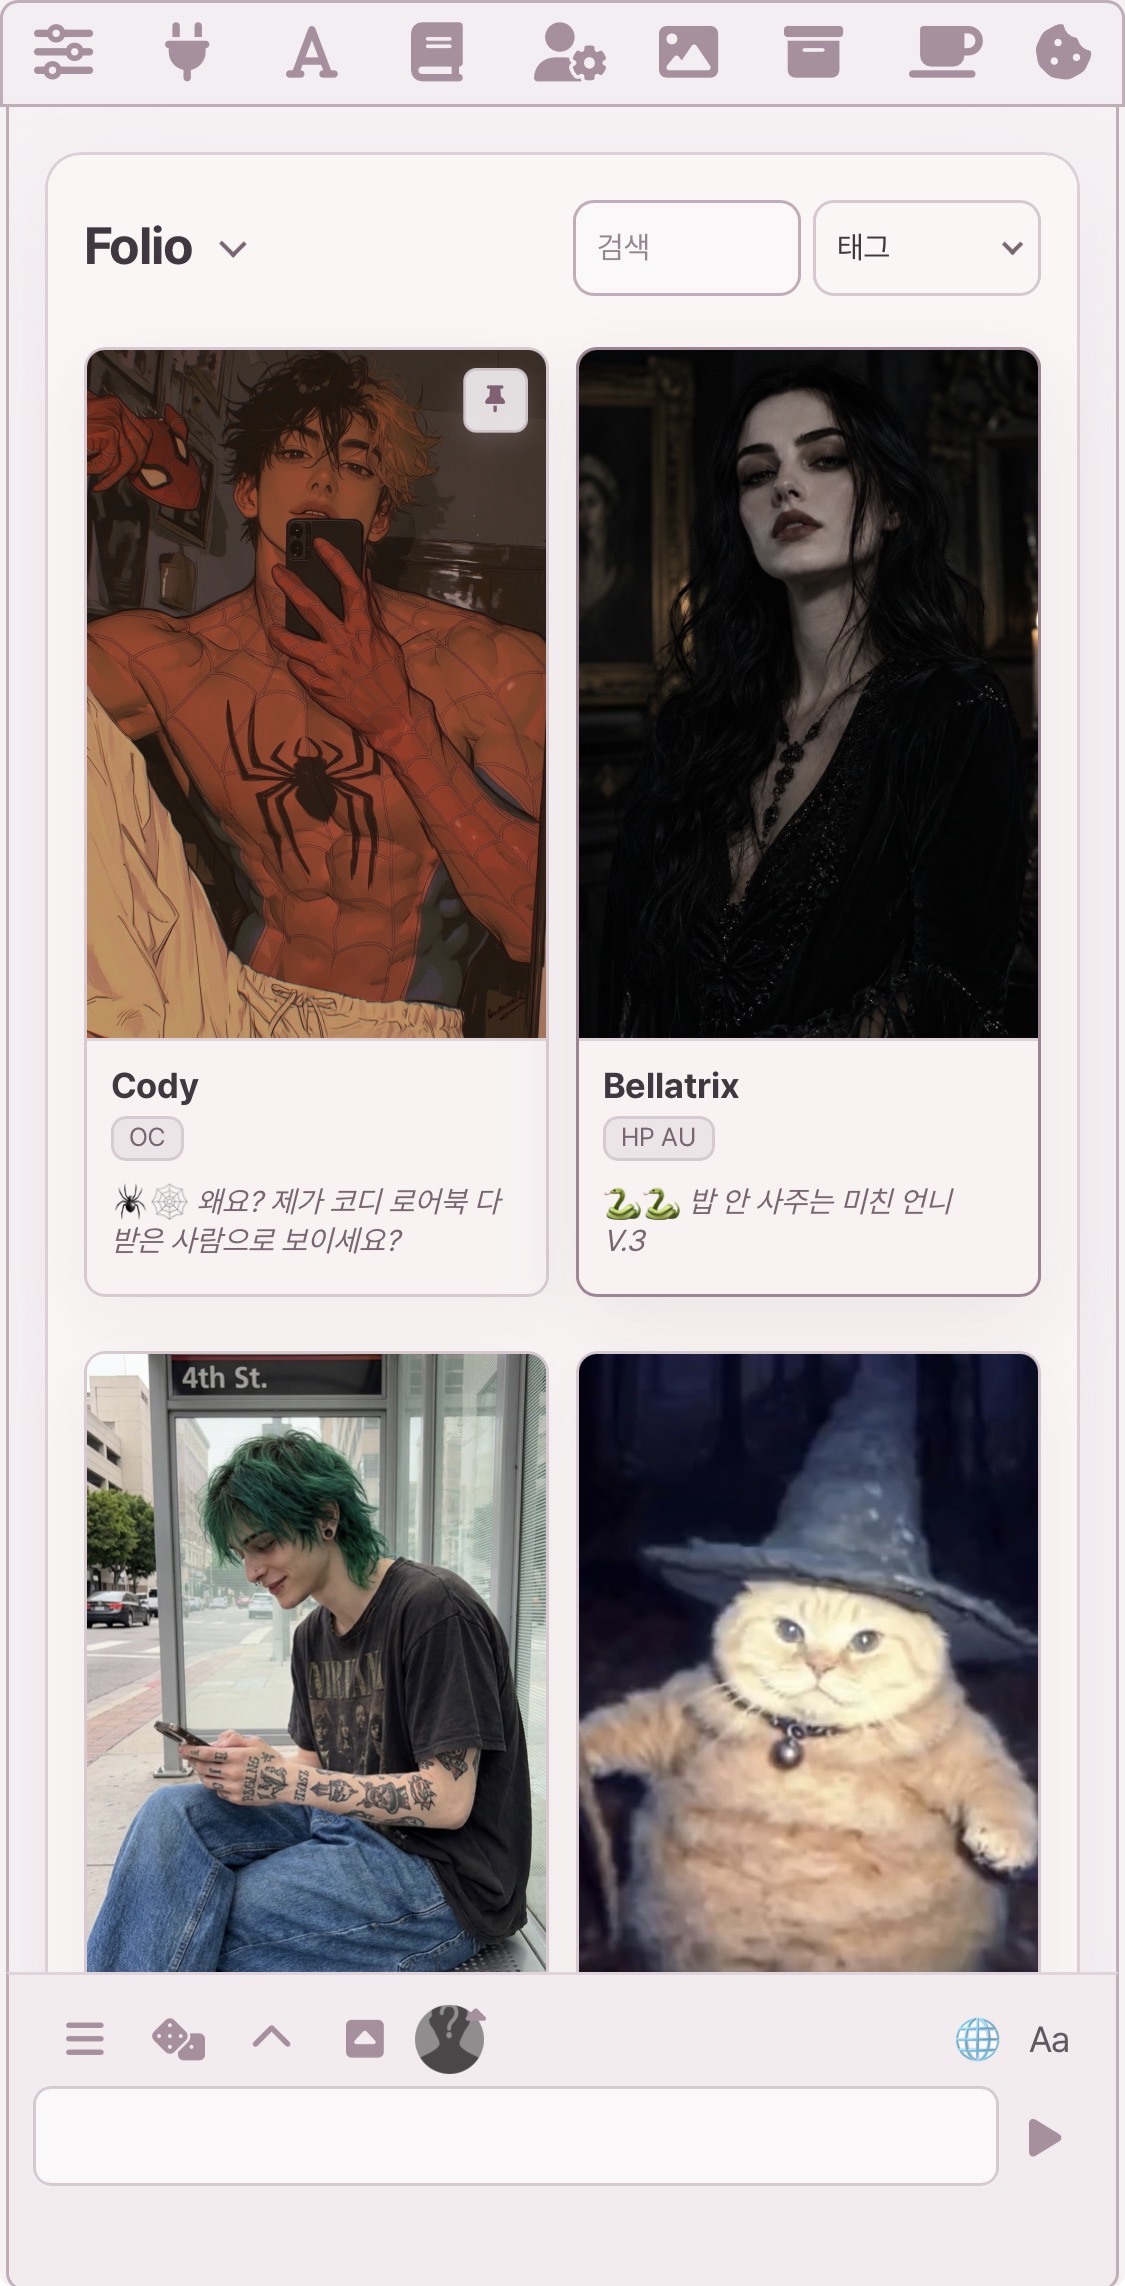 Folio
검색
태그
Cody
OC
🕷️🕸️ 왜요? 제가 코디 로어북 다
받은 사람으로 보이세요?
Bellatrix
HP AU
🐍🐍 밥 안 사주는 미친 언니
V.3
4th St.
Aa